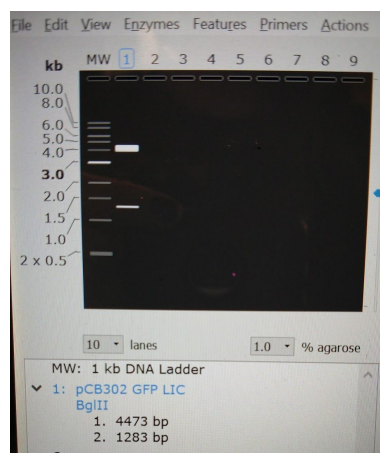 File Edit View Enzymes Features Primers Actions
kb MW 1 2 3 4 5 6 7 8 9
10.0
8.0
6.0
5.0
4.0
3.0
2.0
1.5
1.0
2 x 0.5
10 lanes 1.0 % agarose
MW: 1 kb DNA Ladder
1: pCB302 GFP LIC
BglII
1. 4473 bp
2. 1283 bp